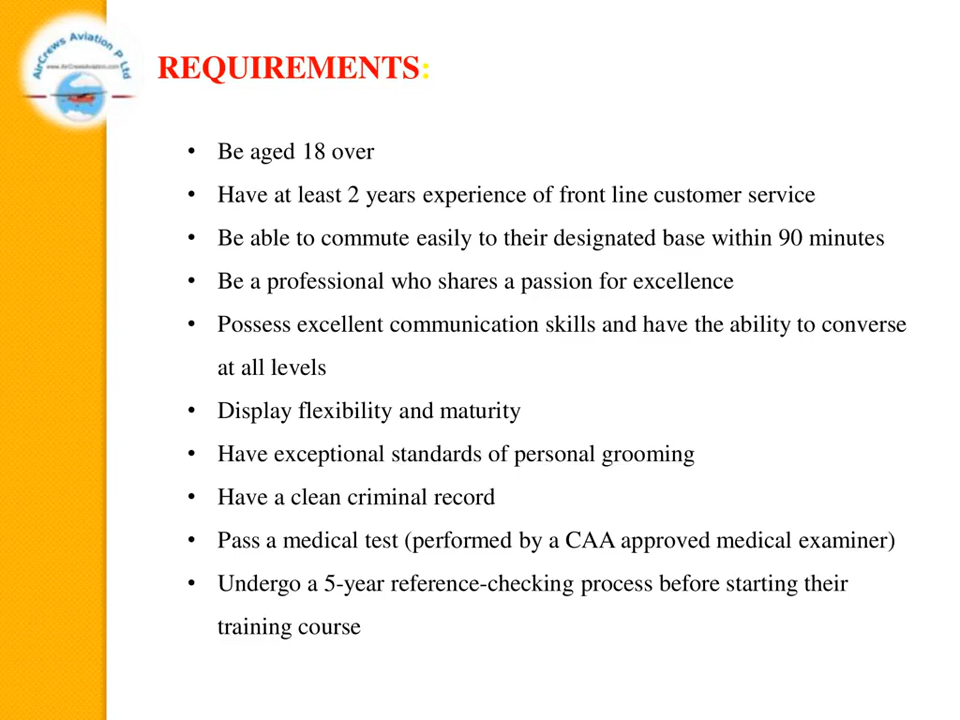 AirCrews Aviation P Ltd
www.AirCrewsAviation.com
REQUIREMENTS:
• Be aged 18 over
• Have at least 2 years experience of front line customer service
• Be able to commute easily to their designated base within 90 minutes
• Be a professional who shares a passion for excellence
• Possess excellent communication skills and have the ability to converse
at all levels
• Display flexibility and maturity
• Have exceptional standards of personal grooming
• Have a clean criminal record
• Pass a medical test (performed by a CAA approved medical examiner)
• Undergo a 5-year reference-checking process before starting their
training course